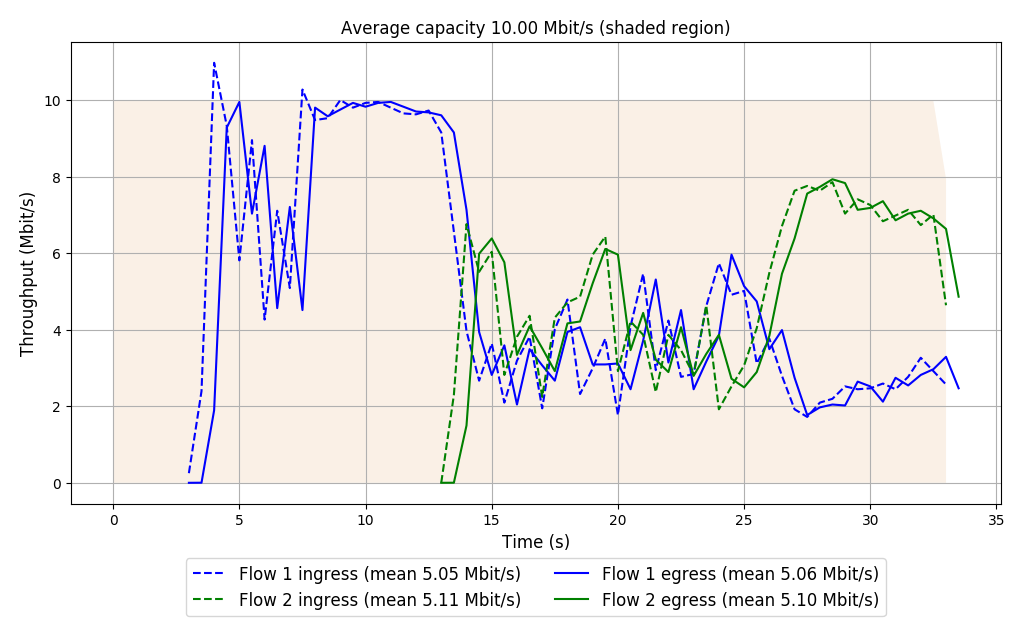 Average capacity 10.00 Mbit/s (shaded region)
Throughput (Mbit/s)
10
8
6
4
2
0
0 5 10 15 20 25 30 35
Time (s)
Flow 1 ingress (mean 5.05 Mbit/s) Flow 1 egress (mean 5.06 Mbit/s)
Flow 2 ingress (mean 5.11 Mbit/s) Flow 2 egress (mean 5.10 Mbit/s)